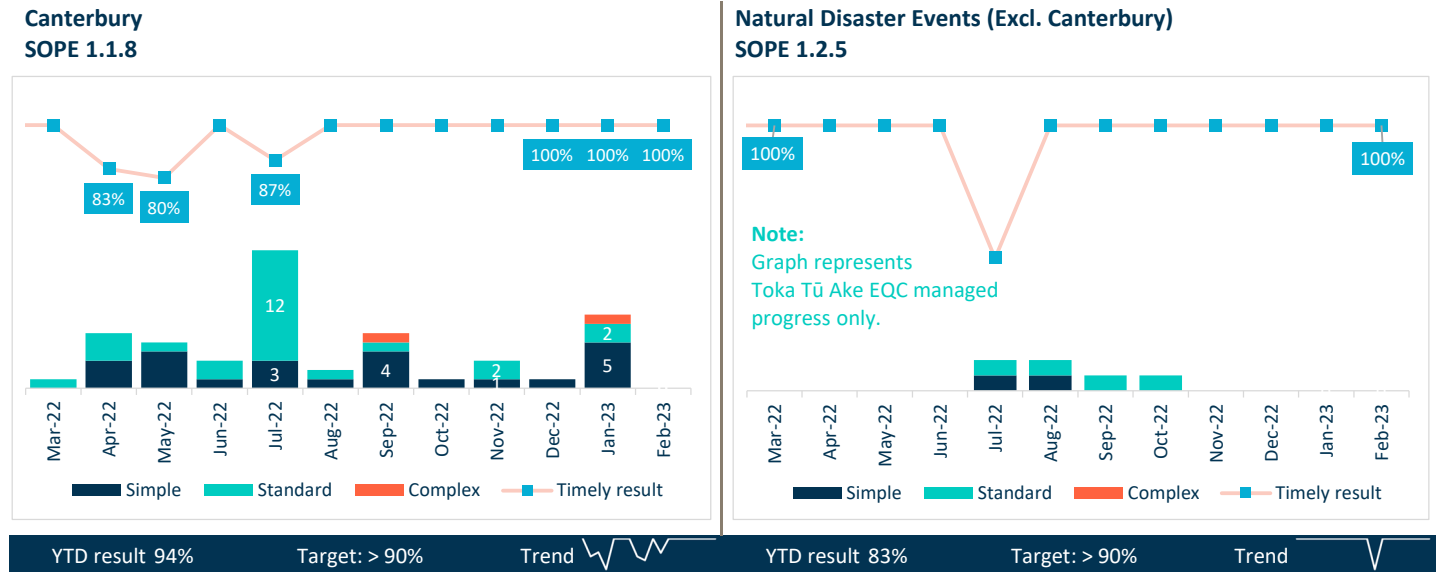 Canterbury
SOPE 1.1.8
100% 100% 100%
83%
80%
87%
12
3
4
2
1
2
5
Mar-22 Apr-22 May-22 Jun-22 Jul-22 Aug-22 Sep-22 Oct-22 Nov-22 Dec-22 Jan-23 Feb-23
Simple Standard Complex Timely result
YTD result 94% Target: > 90% Trend
Natural Disaster Events (Excl. Canterbury)
SOPE 1.2.5
100%
100%
Note:
Graph represents
Toka Tū Ake EQC managed
progress only.
Mar-22 Apr-22 May-22 Jun-22 Jul-22 Aug-22 Sep-22 Oct-22 Nov-22 Dec-22 Jan-23 Feb-23
Simple Standard Complex Timely result
YTD result 83% Target: > 90% Trend